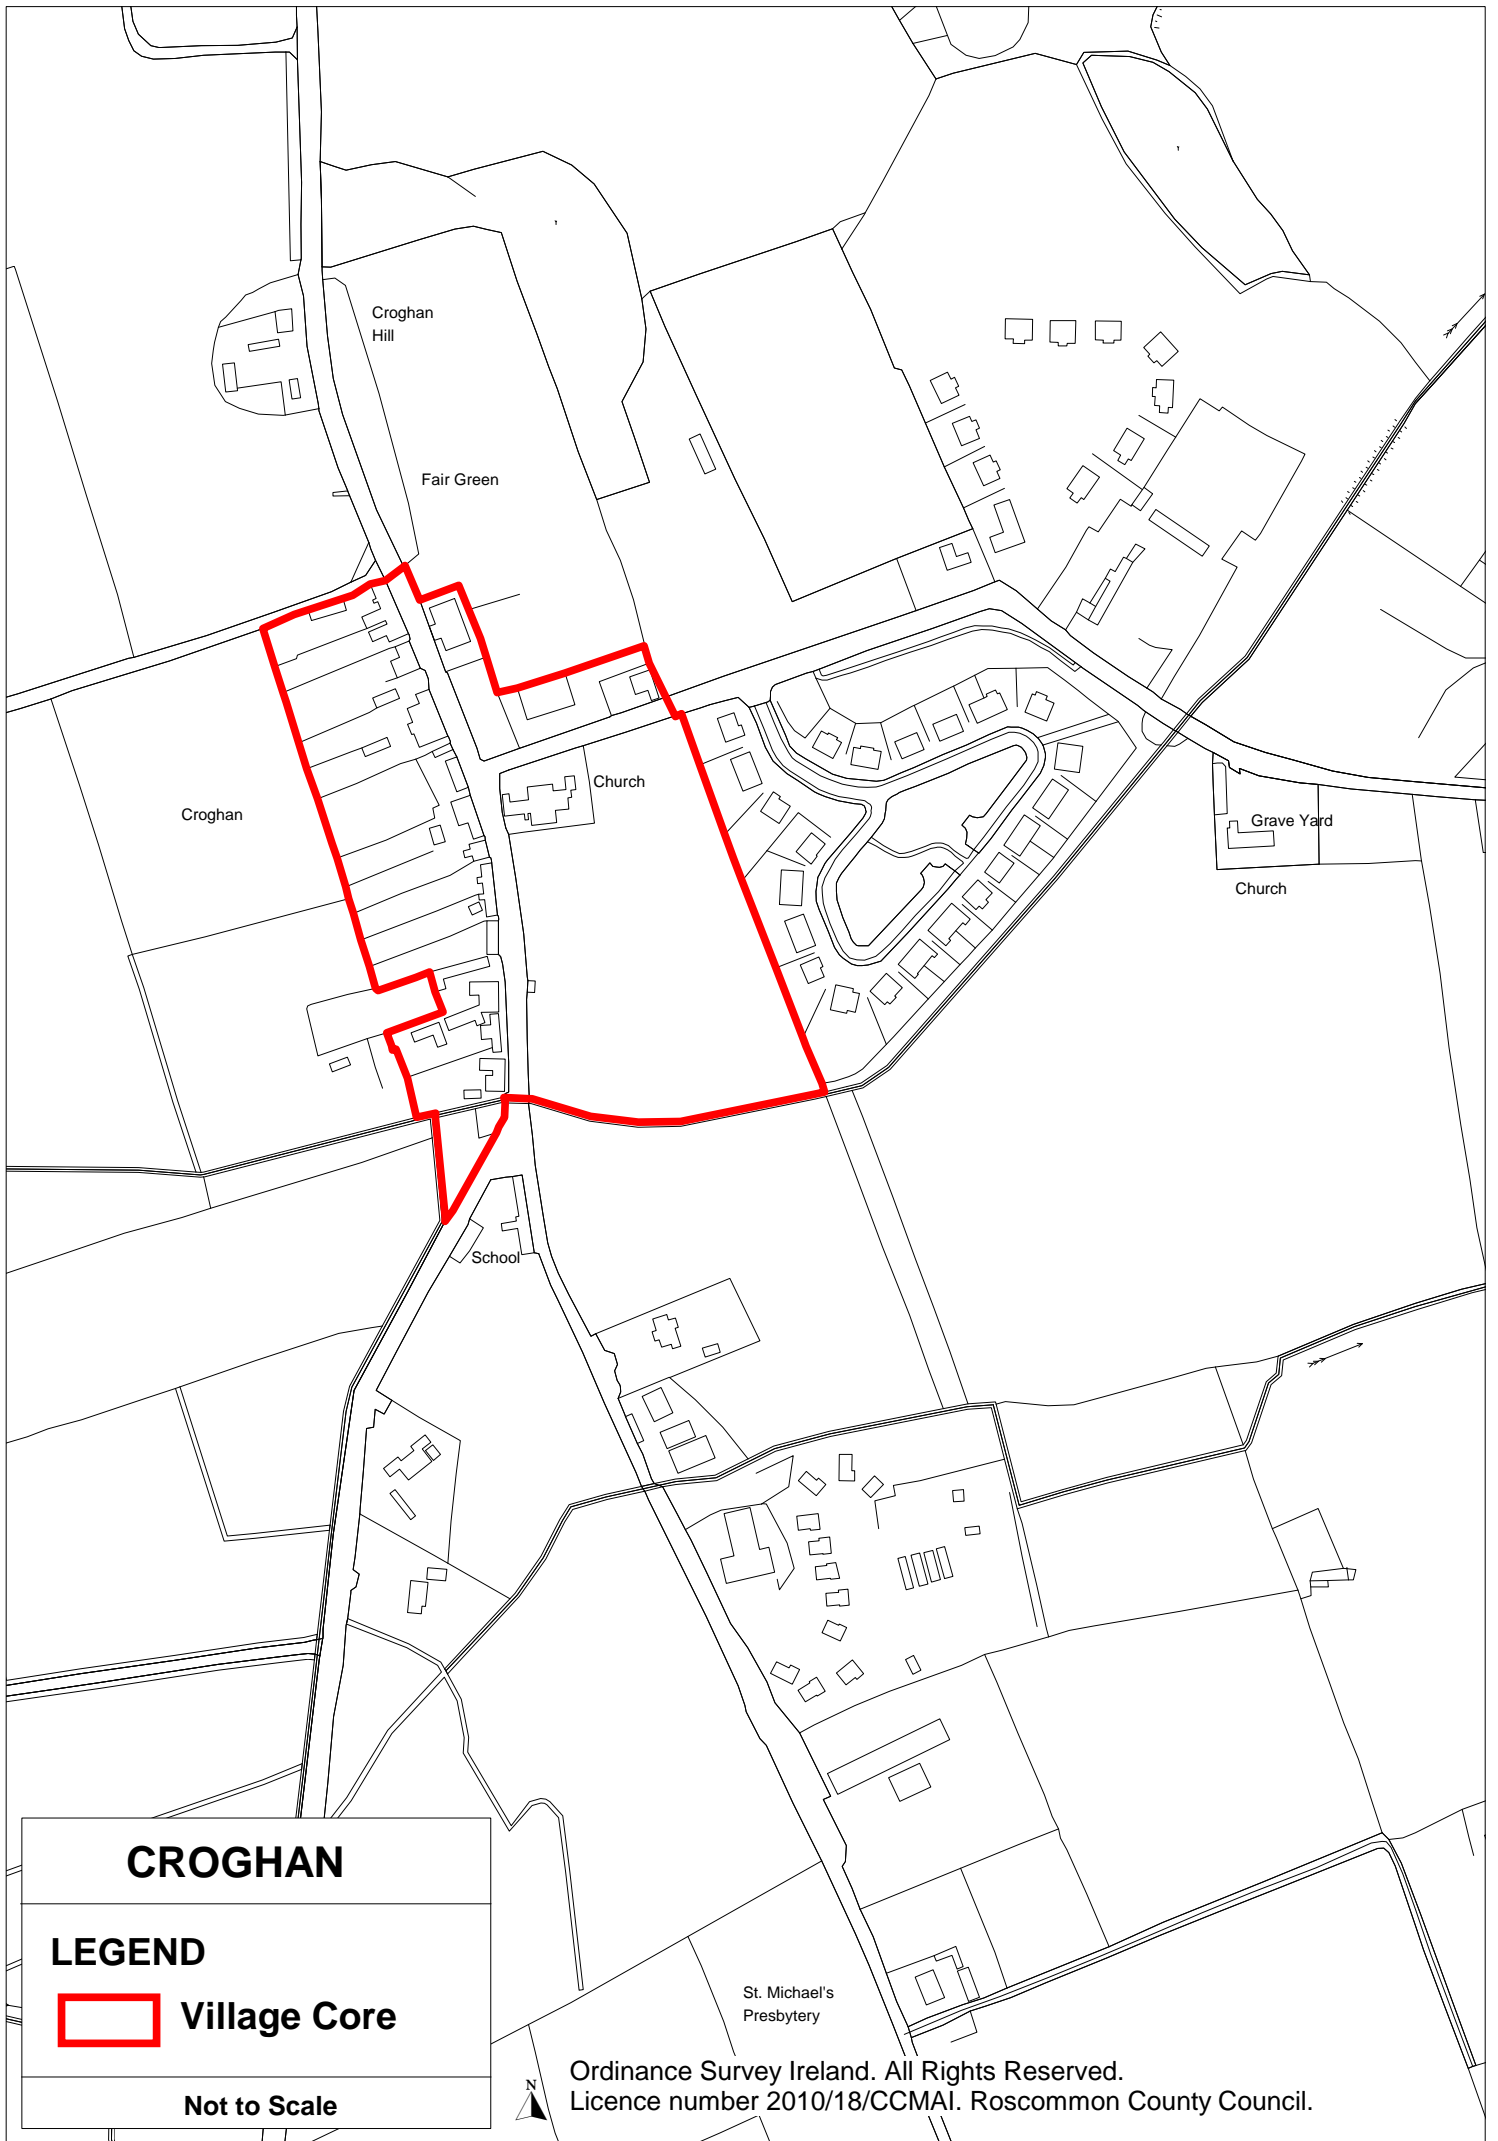 Croghan
Hill
Fair Green
Church
Croghan
Grave Yard
Church
School
CROGHAN
LEGEND
Village Core
Not to Scale
St. Michael's
Presbytery
N
Ordinance Survey Ireland. All Rights Reserved.
Licence number 2010/18/CCMAI. Roscommon County Council.